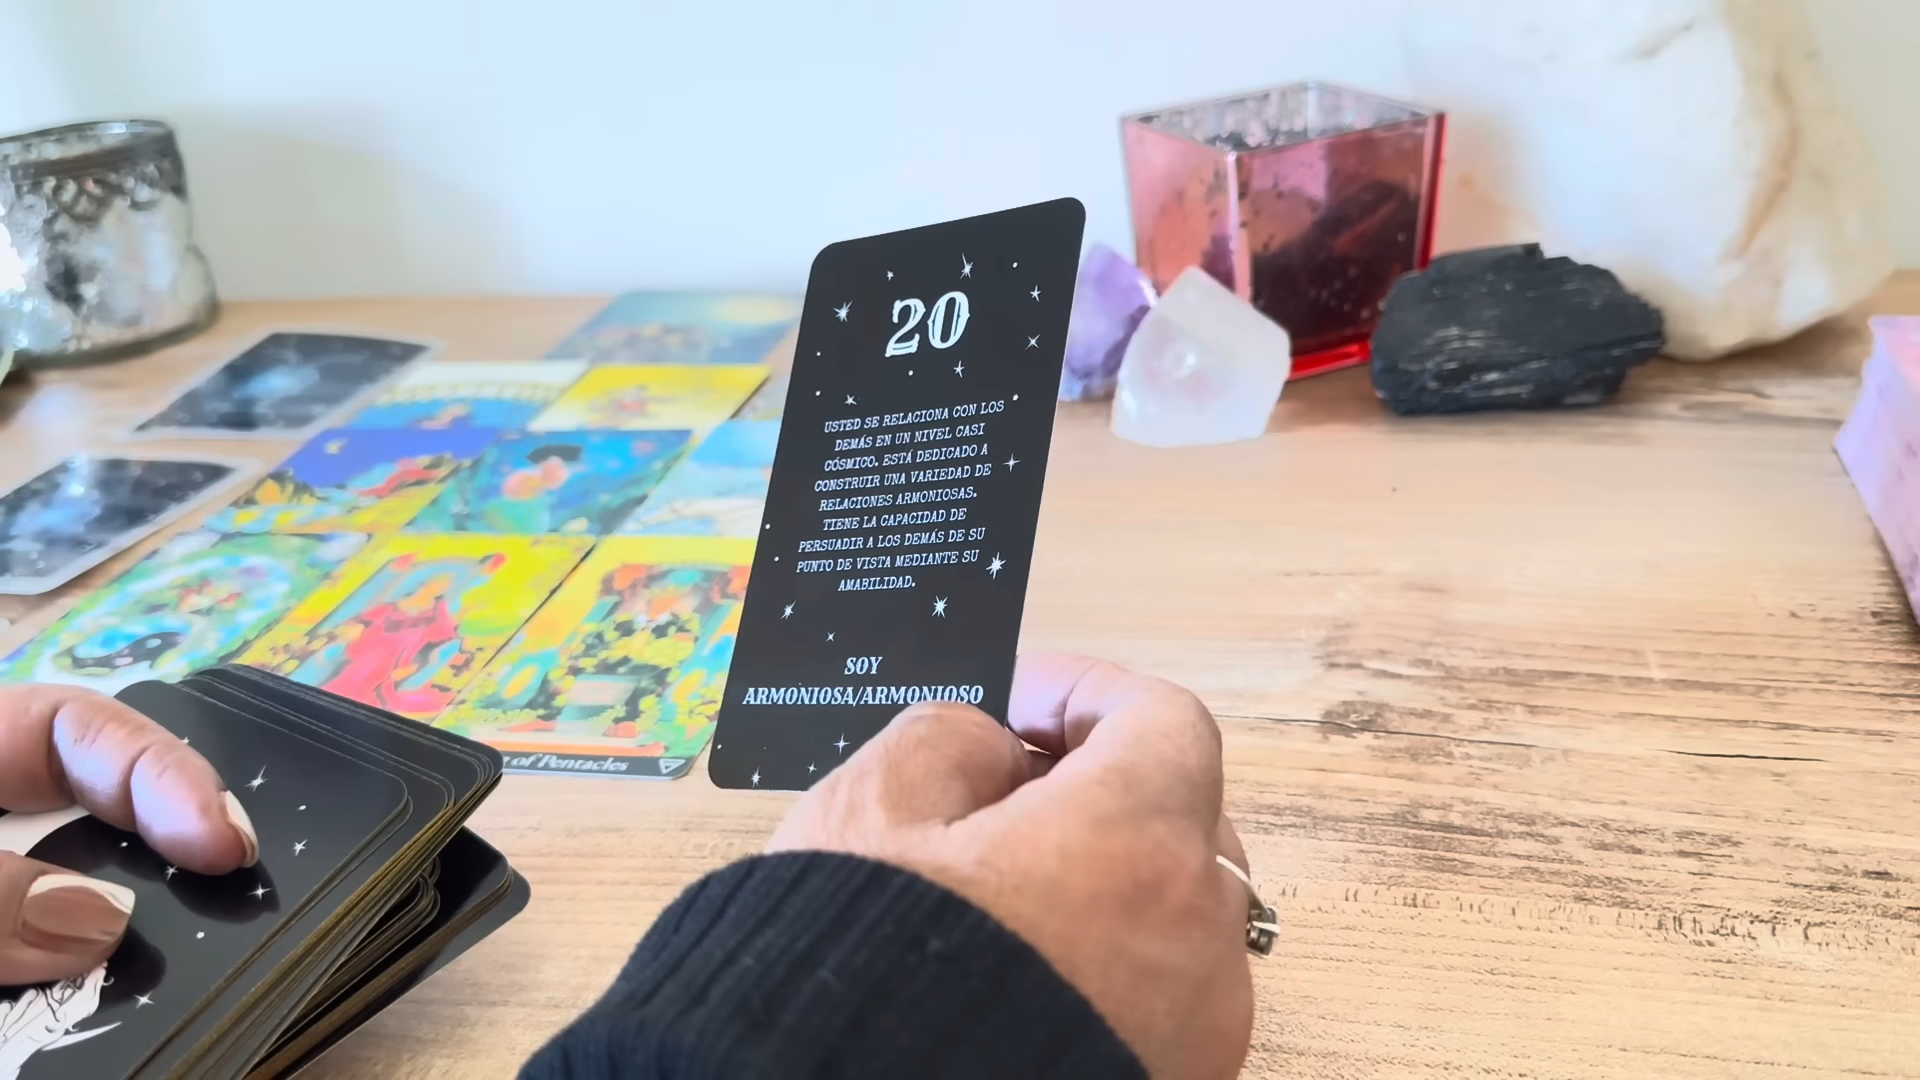 20
USTED SE RELACIONA CON LOS
DEMÁS EN UN NIVEL CASI
CÓSMICO. ESTÁ DEDICADO A
CONSTRUIR UNA VARIEDAD DE
RELACIONES ARMONIOSAS.
TIENE LA CAPACIDAD DE
PERSUADIR A LOS DEMÁS DE SU
PUNTO DE VISTA MEDIANTE SU
AMABILIDAD.
SOY
ARMONIOSA/ARMONIOSO
of Pentacles